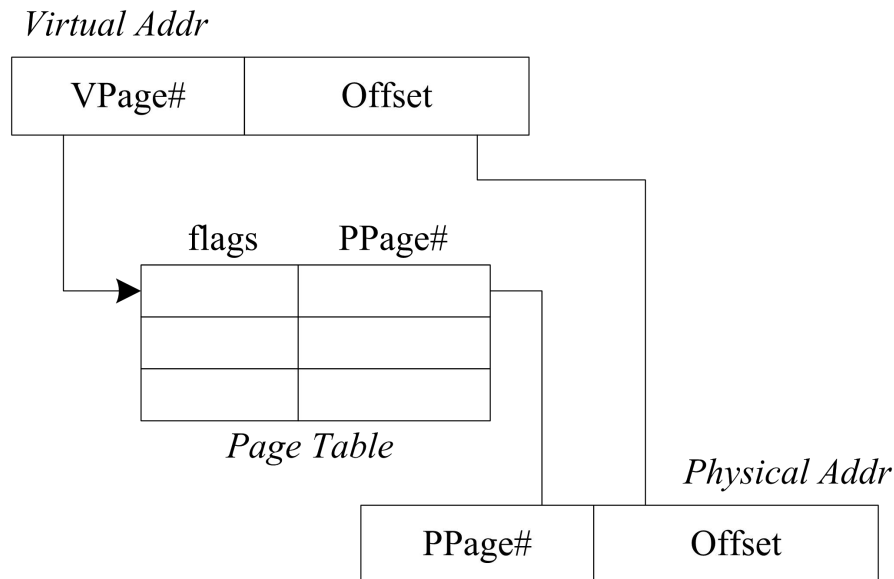 Virtual Addr
VPage# Offset
flags PPage#
Page Table
Physical Addr
PPage# Offset